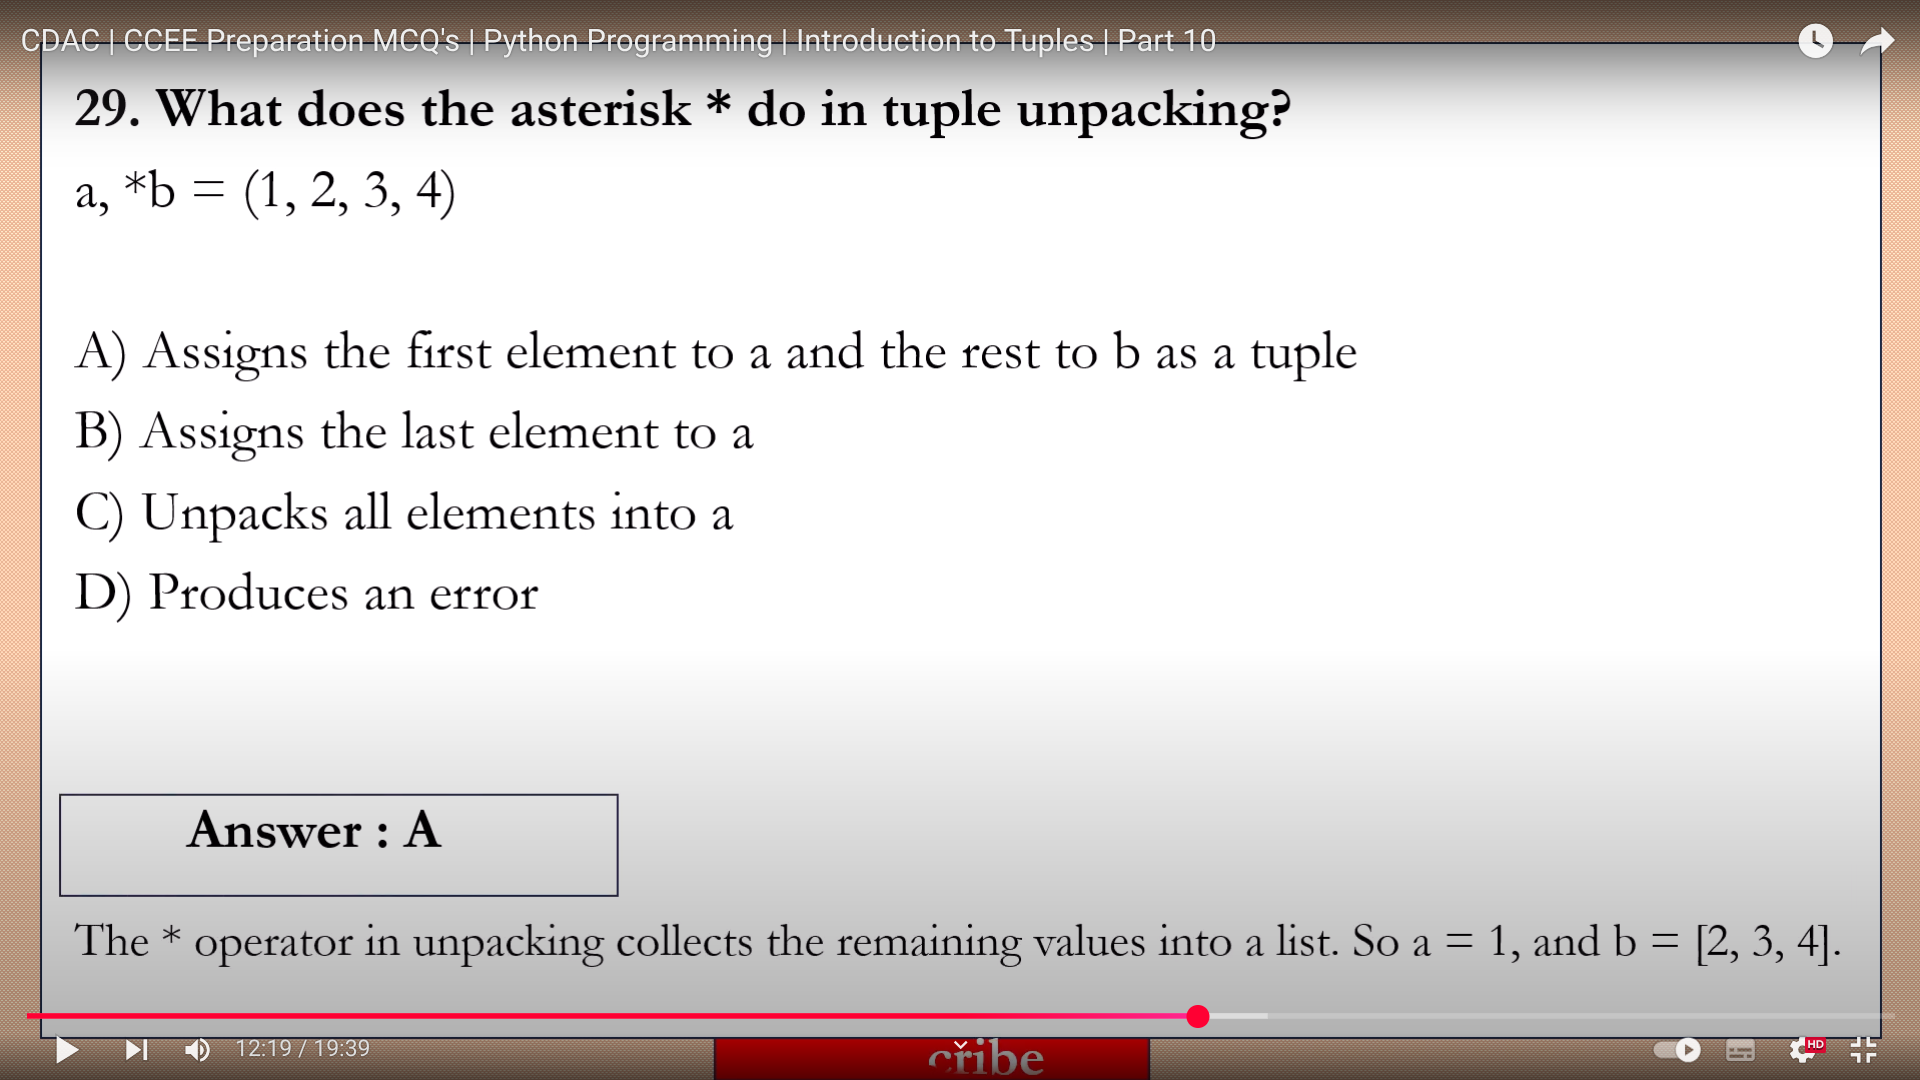 CDAC | CCEE Preparation MCQ's | Python Programming | Introduction to Tuples | Part 10
29. What does the asterisk * do in tuple unpacking?
a, *b = (1, 2, 3, 4)
A) Assigns the first element to a and the rest to b as a tuple
B) Assigns the last element to a
C) Unpacks all elements into a
D) Produces an error
Answer : A
The * operator in unpacking collects the remaining values into a list. So a = 1, and b = [2, 3, 4].
12:19 / 19:39
cribe
HD